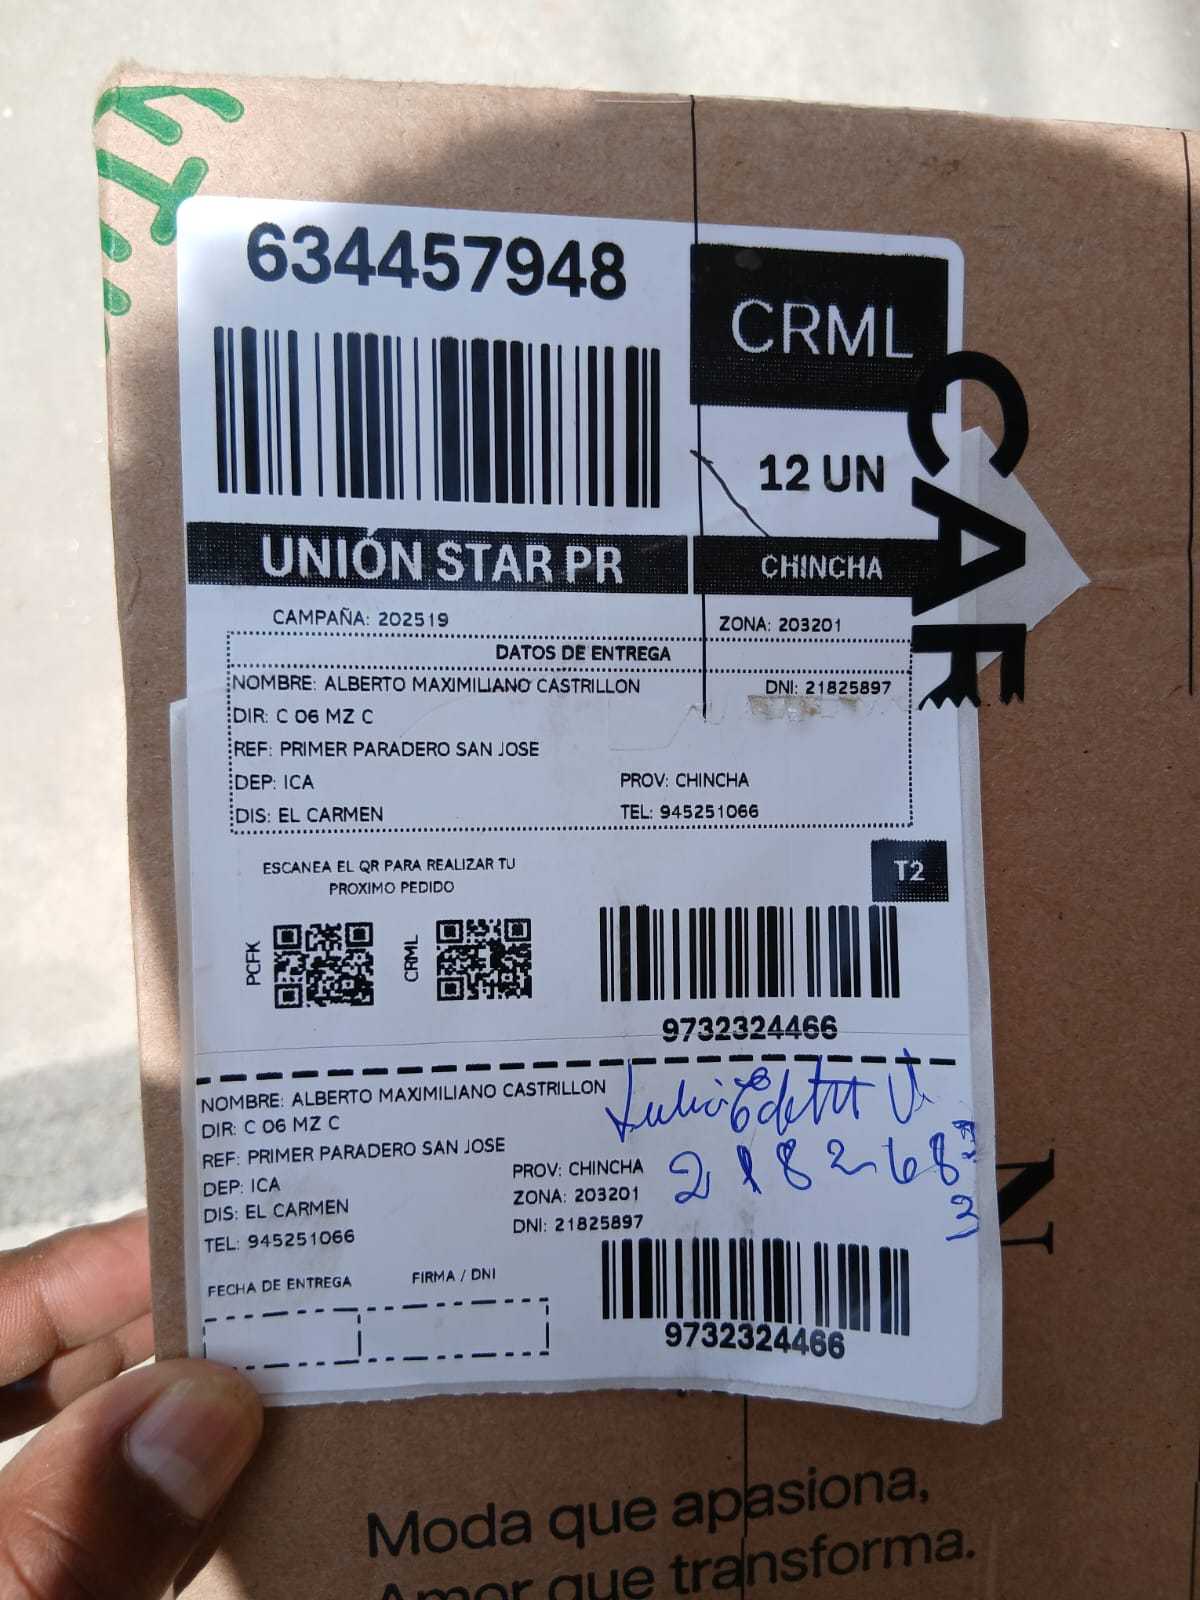 634457948
CRML
12 UN
UNIÓN STAR PR
CHINCHA
CAMPAÑA: 202519
ZONA: 203201
DATOS DE ENTREGA
NOMBRE: ALBERTO MAXIMILIANO CASTRILLON
DNI: 21825897
DIR: C 06 MZ C
REF: PRIMER PARADERO SAN JOSE
DEP: ICA
PROV: CHINCHA
DIS: EL CARMEN
TEL: 945251066
ESCANEA EL QR PARA REALIZAR TU
PROXIMO PEDIDO
T2
PCFK
CRML
9732324466
NOMBRE: ALBERTO MAXIMILIANO CASTRILLON
DIR: C 06 MZ C
REF: PRIMER PARADERO SAN JOSE
DEP: ICA
PROV: CHINCHA
DIS: EL CARMEN
ZONA: 203201
TEL: 945251066
DNI: 21825897
FECHA DE ENTREGA
FIRMA / DNI
9732324466
CAR
N
Moda que apasiona,
Amor que transforma.